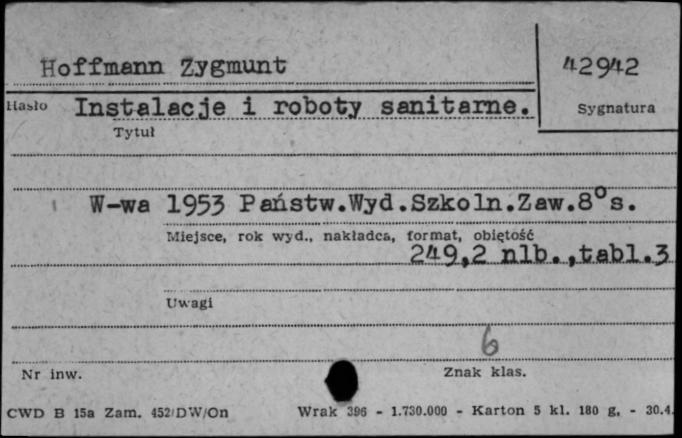 Hoffmann Zygmunt
42942
Hasło Instalacje i roboty sanitarne.
Sygnatura
Tytuł
W-wa 1953 Państw.Wyd.Szkoln.Zaw.8°s.
Miejsce, rok wyd., nakładca, format, objętość
249,2 nlb.,tabl.3
Uwagi
6
Nr inw.
Znak klas.
CWD B 15a Zam. 452/DW/On Wrak 396 - 1.730.000 - Karton 5 kl. 180 g. - 30.4.